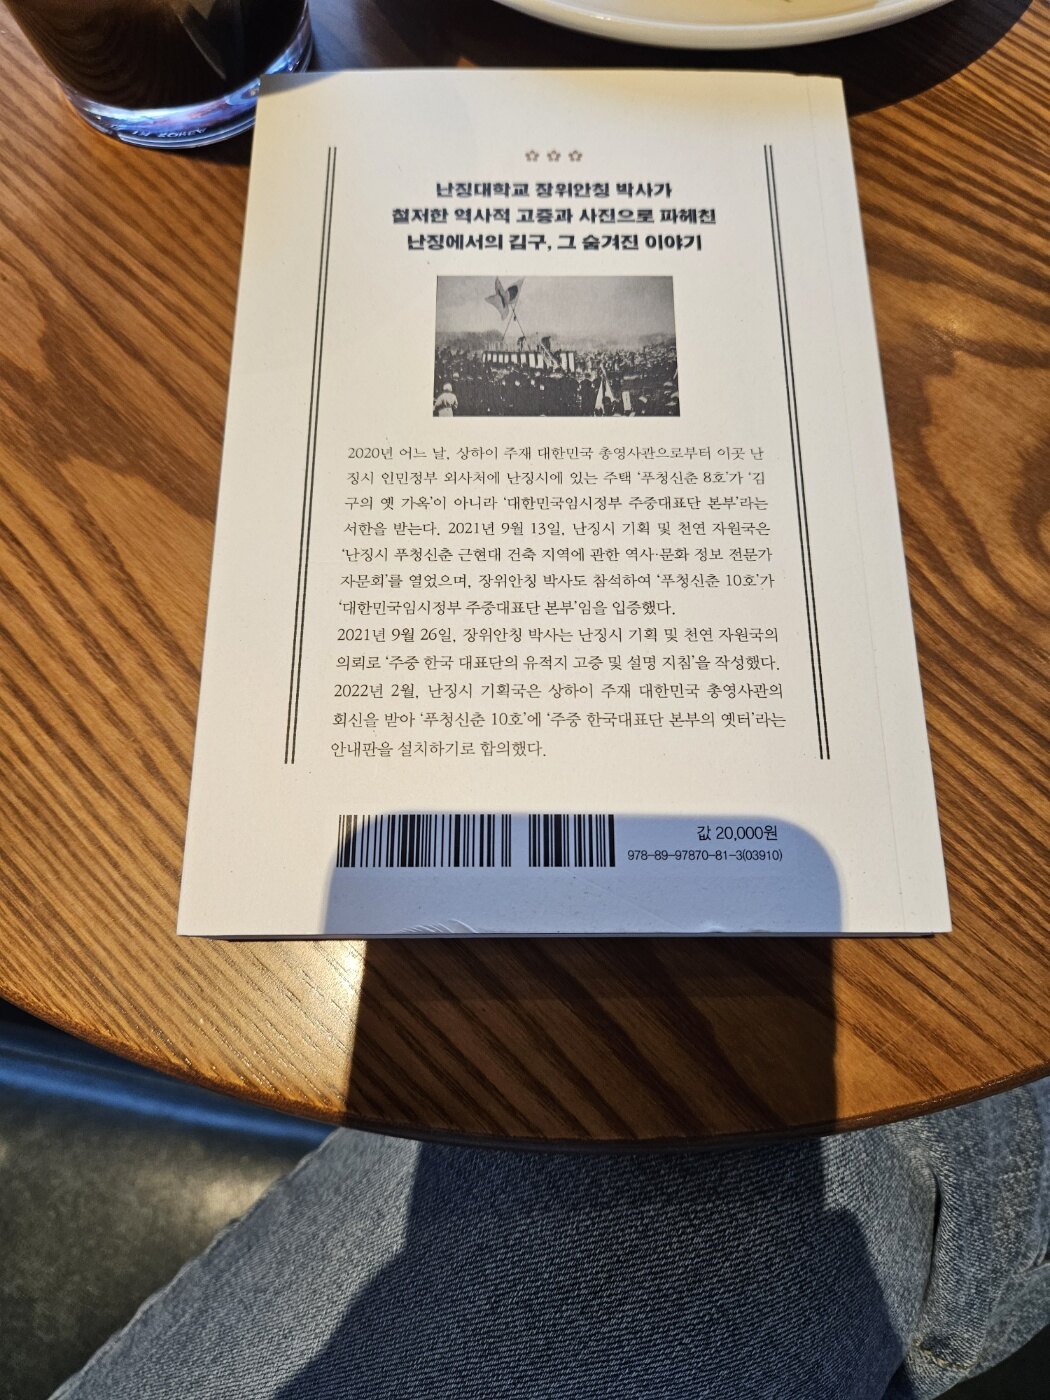 난징대학교 장위안칭 박사가
철저한 역사적 고증과 사진으로 파헤친
난징에서의 김구, 그 숨겨진 이야기
2020년 어느 날, 상하이 주재 대한민국 총영사관으로부터 이곳 난
징시 인민정부 외사처에 난징시에 있는 주택 ‘푸청신춘 8호’가 ‘김
구의 옛 가옥’이 아니라 ‘대한민국임시정부 주중대표단 본부’라는
서한을 받는다. 2021년 9월 13일, 난징시 기획 및 천연 자원국은
‘난징시 푸청신춘 근현대 건축 지역에 관한 역사·문화 정보 전문가
자문회’를 열었으며, 장위안칭 박사도 참석하여 ‘푸청신춘 10호’가
‘대한민국임시정부 주중대표단 본부’임을 입증했다.
2021년 9월 26일, 장위안칭 박사는 난징시 기획 및 천연 자원국의
의뢰로 ‘주중 한국 대표단의 유적지 고증 및 설명 지침’을 작성했다.
2022년 2월, 난징시 기획국은 상하이 주재 대한민국 총영사관의
회신을 받아 ‘푸청신춘 10호’에 ‘주중 한국대표단 본부의 옛터’라는
안내판을 설치하기로 합의했다.
값 20,000원
978-89-97870-81-3(03910)